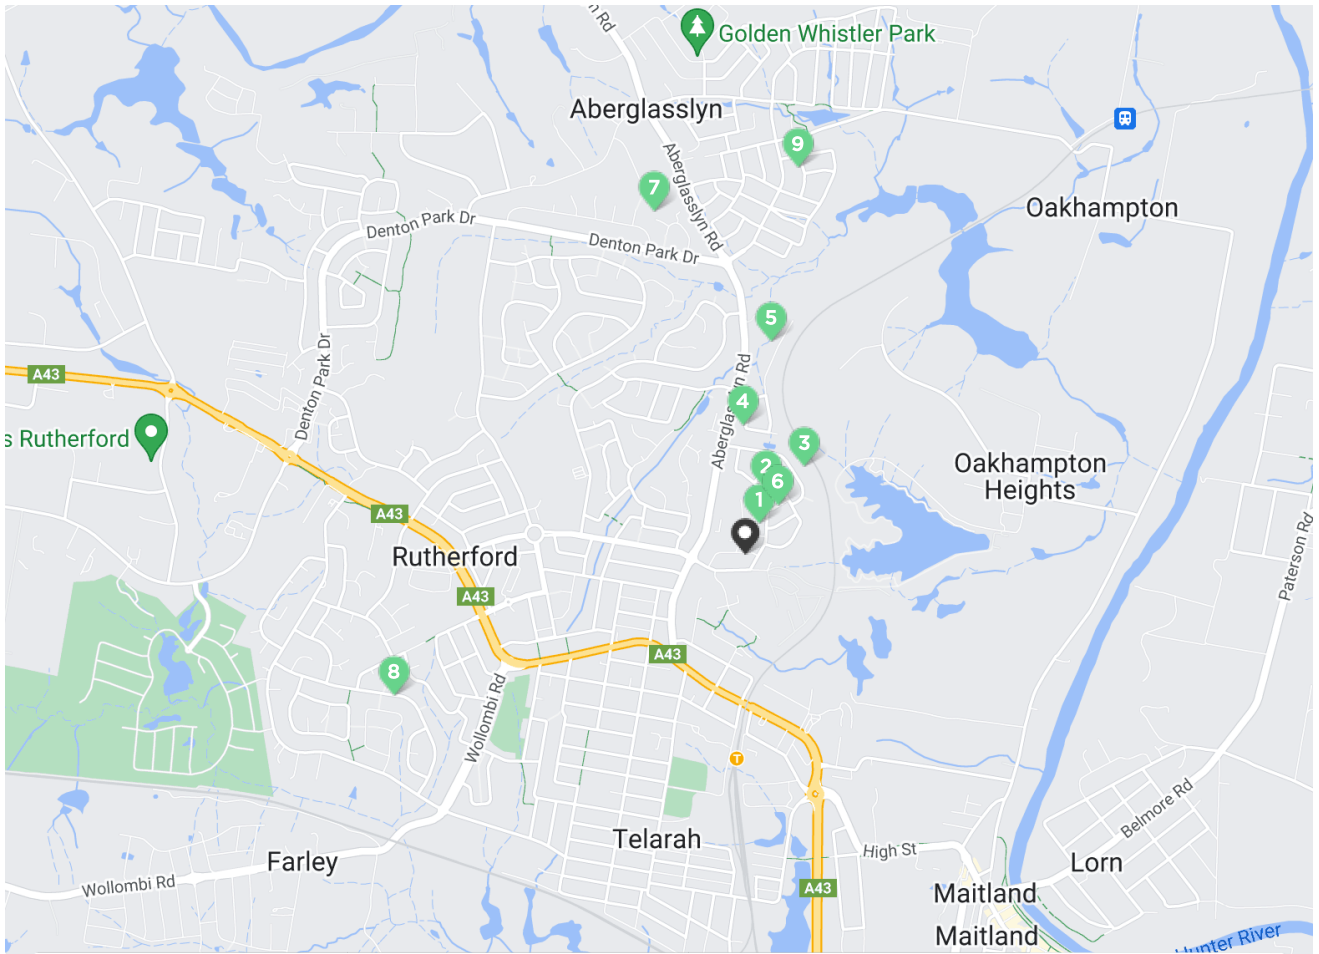 n Rd
Golden Whistler Park
Aberglasslyn
9
Aberglasslyn Rd
7
Oakhampton
Denton Park Dr
Denton Park Dr
5
Denton Park Dr
A43
Aberglasslyn Rd
4
s Rutherford
3
2
6
Oakhampton
Heights
1
A43
Rutherford
Paterson Rd
A43
A43
8
Wollombi Rd
T
Belmore Rd
Telarah
High St
Farley
Lorn
Wollombi Rd
A43
Maitland
Maitland
Hunter River